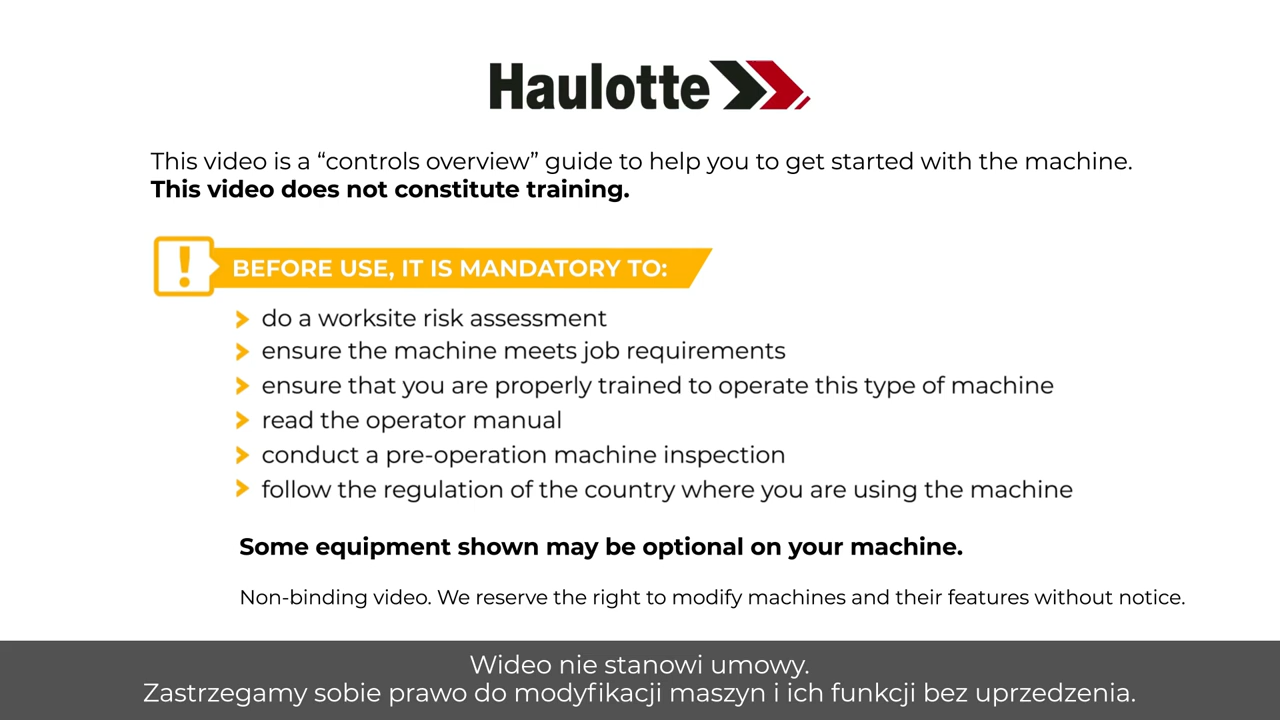 Haulotte
This video is a “controls overview” guide to help you to get started with the machine.
This video does not constitute training.
! BEFORE USE, IT IS MANDATORY TO:
do a worksite risk assessment
ensure the machine meets job requirements
ensure that you are properly trained to operate this type of machine
read the operator manual
conduct a pre-operation machine inspection
follow the regulation of the country where you are using the machine
Some equipment shown may be optional on your machine.
Non-binding video. We reserve the right to modify machines and their features without notice.
Wideo nie stanowi umowy.
Zastrzegamy sobie prawo do modyfikacji maszyn i ich funkcji bez uprzedzenia.